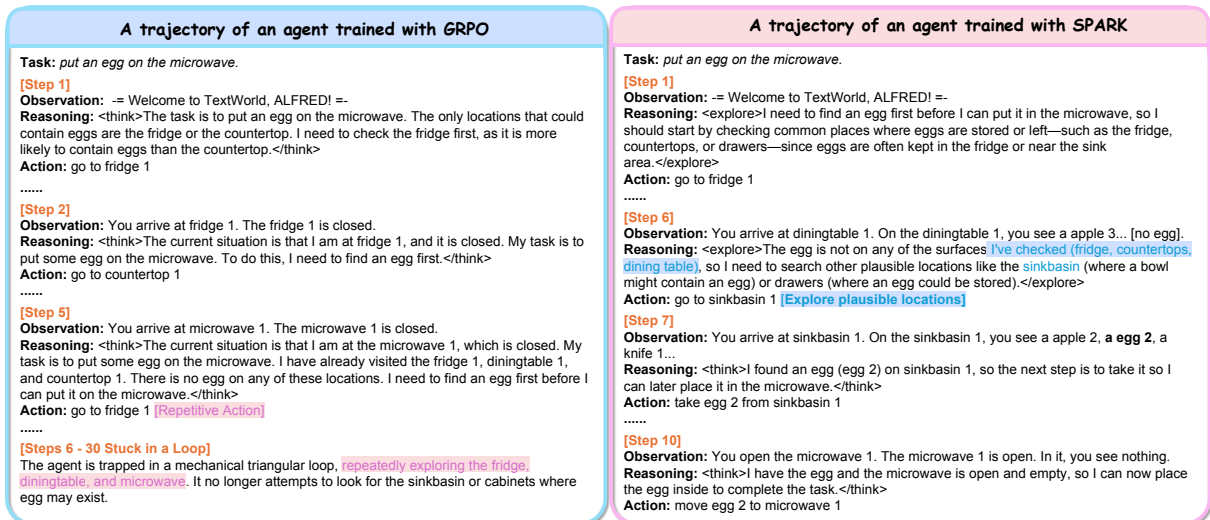 A trajectory of an agent trained with GRPO
Task: put an egg on the microwave.
[Step 1]
Observation: -= Welcome to TextWorld, ALFRED! =-
Reasoning: <think>The task is to put an egg on the microwave. The only locations that could
contain eggs are the fridge or the countertop. I need to check the fridge first, as it is more
likely to contain eggs than the countertop.</think>
Action: go to fridge 1
......
[Step 2]
Observation: You arrive at fridge 1. The fridge 1 is closed.
Reasoning: <think>The current situation is that I am at fridge 1, and it is closed. My task is to
put some egg on the microwave. To do this, I need to find an egg first.</think>
Action: go to countertop 1
......
[Step 5]
Observation: You arrive at microwave 1. The microwave 1 is closed.
Reasoning: <think>The current situation is that I am at the microwave 1, which is closed. My
task is to put some egg on the microwave. I have already visited the fridge 1, diningtable 1,
and countertop 1. There is no egg on any of these locations. I need to find an egg first before I
can put it on the microwave.</think>
Action: go to fridge 1 [Repetitive Action]
......
[Steps 6 - 30 Stuck in a Loop]
The agent is trapped in a mechanical triangular loop, repeatedly exploring the fridge,
diningtable, and microwave. It no longer attempts to look for the sinkbasin or cabinets where
egg may exist.
A trajectory of an agent trained with SPARK
Task: put an egg on the microwave.
[Step 1]
Observation: -= Welcome to TextWorld, ALFRED! =-
Reasoning: <explore>I need to find an egg first before I can put it in the microwave, so I
should start by checking common places where eggs are stored or left—such as the fridge,
countertops, or drawers—since eggs are often kept in the fridge or near the sink
area.</explore>
Action: go to fridge 1
......
[Step 6]
Observation: You arrive at diningtable 1. On the diningtable 1, you see a apple 3... [no egg].
Reasoning: <explore>The egg is not on any of the surfaces I've checked (fridge, countertops,
dining table), so I need to search other plausible locations like the sinkbasin (where a bowl
might contain an egg) or drawers (where an egg could be stored).</explore>
Action: go to sinkbasin 1 [Explore plausible locations]
[Step 7]
Observation: You arrive at sinkbasin 1. On the sinkbasin 1, you see a apple 2, a egg 2, a
knife 1...
Reasoning: <think>I found an egg (egg 2) on sinkbasin 1, so the next step is to take it so I
can later place it in the microwave.</think>
Action: take egg 2 from sinkbasin 1
......
[Step 10]
Observation: You open the microwave 1. The microwave 1 is open. In it, you see nothing.
Reasoning: <think>I have the egg and the microwave is open and empty, so I can now place
the egg inside to complete the task.</think>
Action: move egg 2 to microwave 1